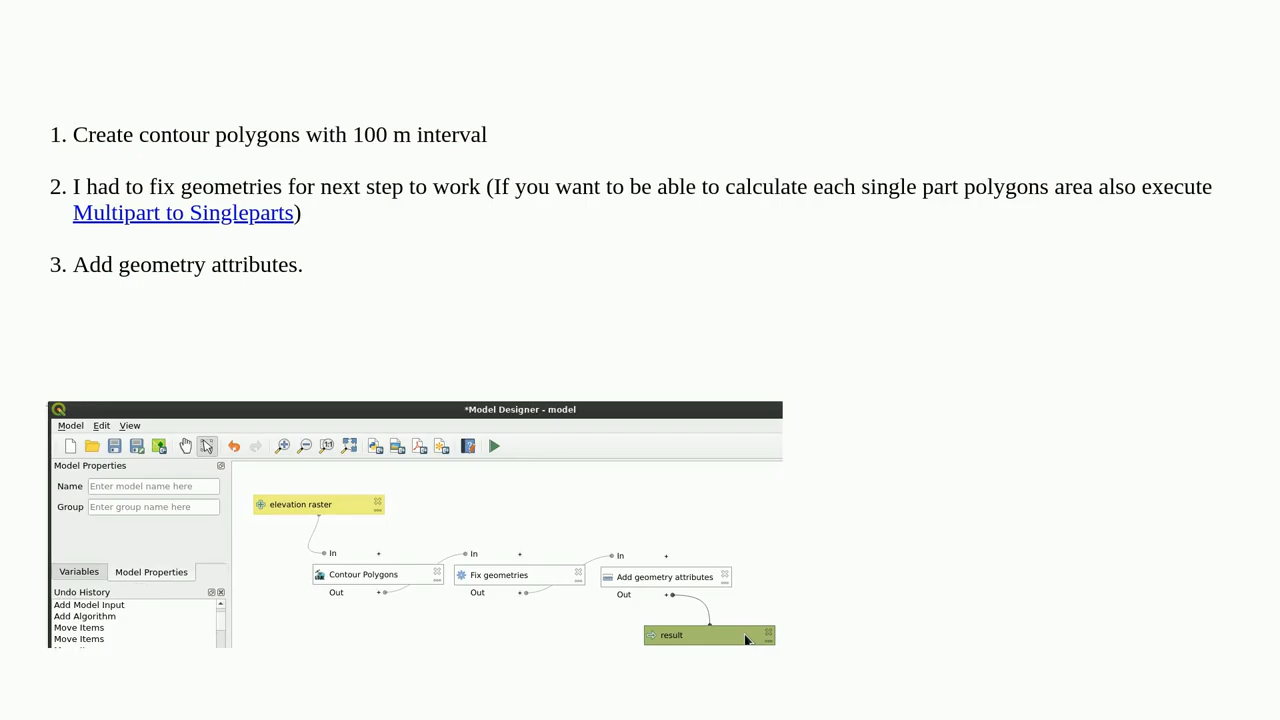 1. Create contour polygons with 100 m interval
2. I had to fix geometries for next step to work (If you want to be able to calculate each single part polygons area also execute
Multipart to Singleparts)
3. Add geometry attributes.
*Model Designer - model
Model Edit View
Model Properties
Name Enter model name here
Group Enter group name here
elevation raster
In + In + In +
Contour Polygons Fix geometries Add geometry attributes
Out + Out + Out +
result
Variables Model Properties
Undo History
Add Model Input
Add Algorithm
Move Items
Move Items